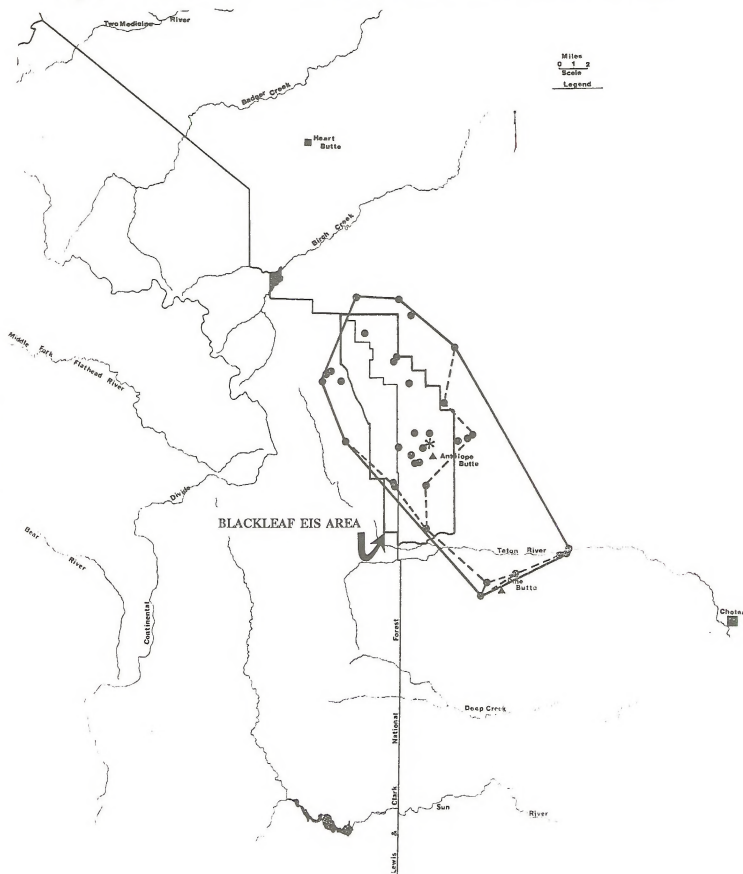 Two Medicine River
Miles
0 1 2
Scale
Legend
Badger Creek
Heart
Butte
Birch Creek
Middle Fork Flathead River
Antelope
Butte
Divide
BLACKLEAF EIS AREA
Bear River
Teton River
Butte
Continental
Forest
National
Deep Creek
Clark
Sun River
&
Lewis